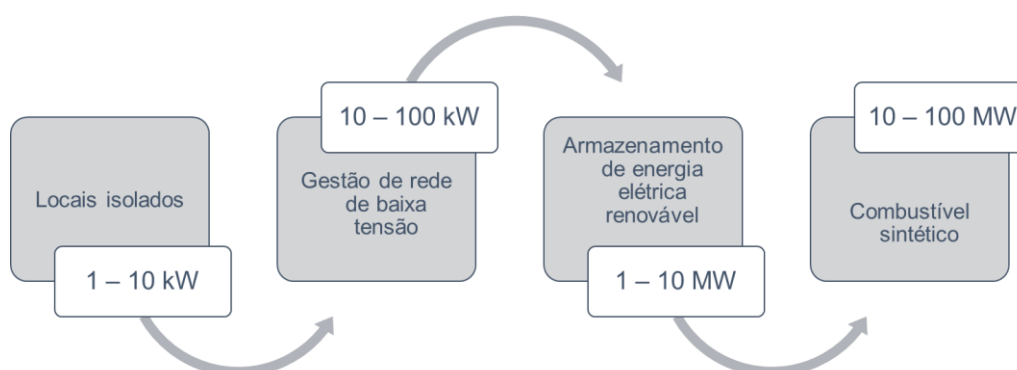 Locais isolados
1 – 10 kW
10 – 100 kW
Gestão de rede
de baixa
tensão
Armazenamento
de energia
elétrica
renovável
1 – 10 MW
10 – 100 MW
Combustível
sintético